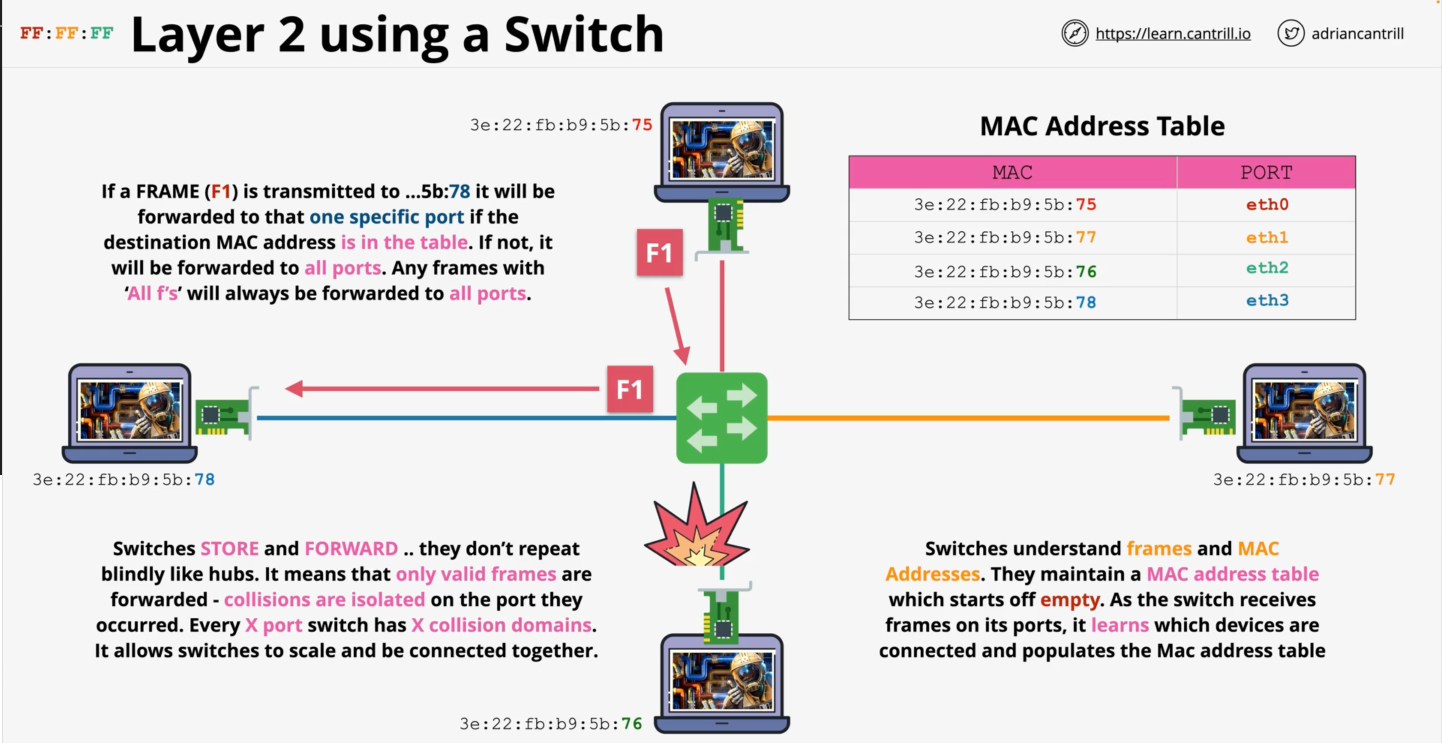 FF:FF:FF
Layer 2 using a Switch
https://learn.cantrill.io
adriancantrill
3e:22:fb:b9:5b:75
If a FRAME (F1) is transmitted to ...5b:78 it will be
forwarded to that one specific port if the
destination MAC address is in the table. If not, it
will be forwarded to all ports. Any frames with
‘All f’s’ will always be forwarded to all ports.
MAC Address Table
MAC PORT
3e:22:fb:b9:5b:75 eth0
3e:22:fb:b9:5b:77 eth1
3e:22:fb:b9:5b:76 eth2
3e:22:fb:b9:5b:78 eth3
F1
F1
3e:22:fb:b9:5b:78
3e:22:fb:b9:5b:77
Switches STORE and FORWARD .. they don’t repeat
blindly like hubs. It means that only valid frames are
forwarded - collisions are isolated on the port they
occurred. Every X port switch has X collision domains.
It allows switches to scale and be connected together.
Switches understand frames and MAC
Addresses. They maintain a MAC address table
which starts off empty. As the switch receives
frames on its ports, it learns which devices are
connected and populates the Mac address table
3e:22:fb:b9:5b:76